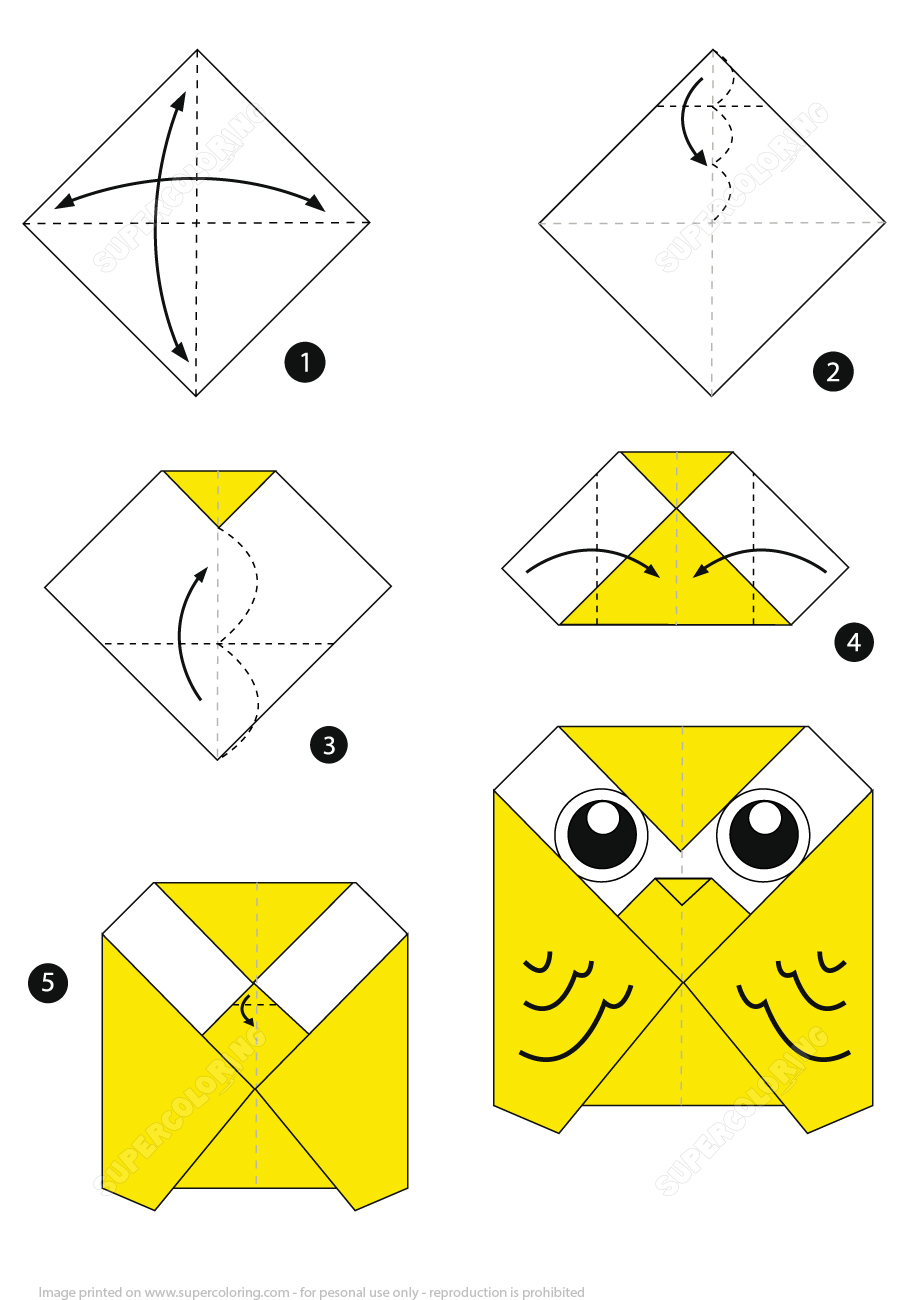 SUPERCOLORING
SUPERCOLORING
1
2
3
4
5
SUPERCOLORING
SUPERCOLORING
Image printed on www.supercoloring.com - for pesonal use only - reproduction is prohibited